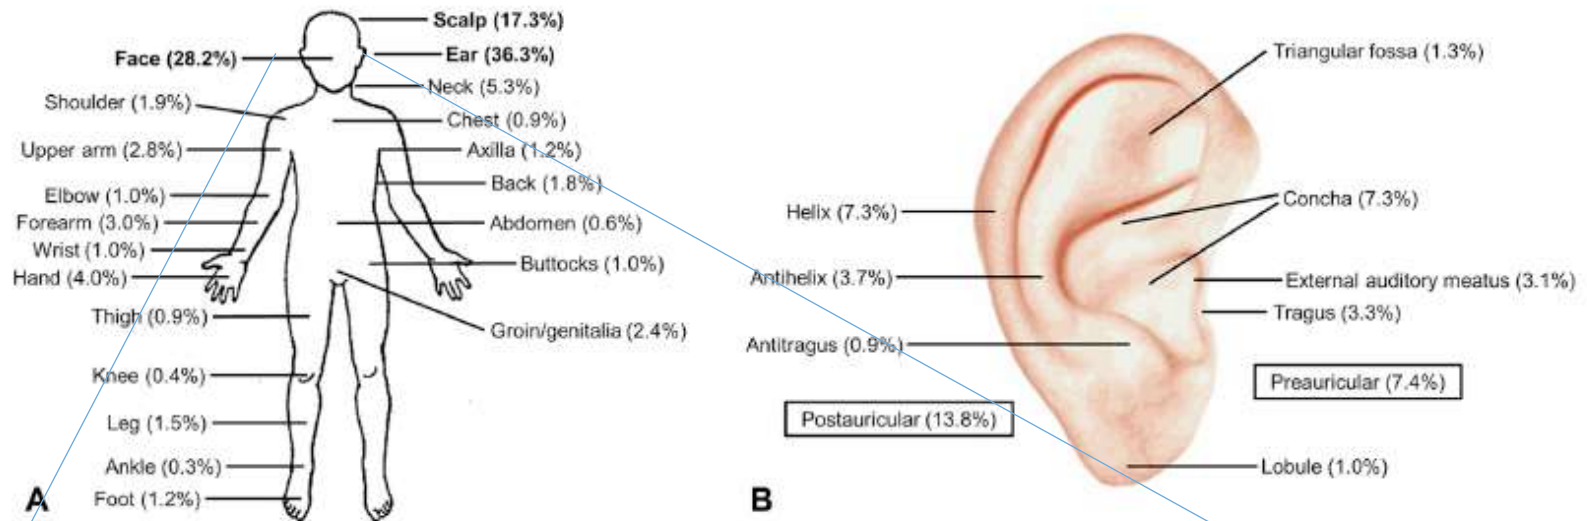 Scalp (17.3%)
Face (28.2%)
Ear (36.3%)
Neck (5.3%)
Shoulder (1.9%)
Chest (0.9%)
Upper arm (2.8%)
Axilla (1.2%)
Back (1.8%)
Elbow (1.0%)
Forearm (3.0%)
Abdomen (0.6%)
Wrist (1.0%)
Buttocks (1.0%)
Hand (4.0%)
Thigh (0.9%)
Groin/genitalia (2.4%)
Knee (0.4%)
Leg (1.5%)
Ankle (0.3%)
Foot (1.2%)
A
Triangular fossa (1.3%)
Concha (7.3%)
Helix (7.3%)
Antihelix (3.7%)
External auditory meatus (3.1%)
Tragus (3.3%)
Antitragus (0.9%)
Preauricular (7.4%)
Postauricular (13.8%)
Lobule (1.0%)
B